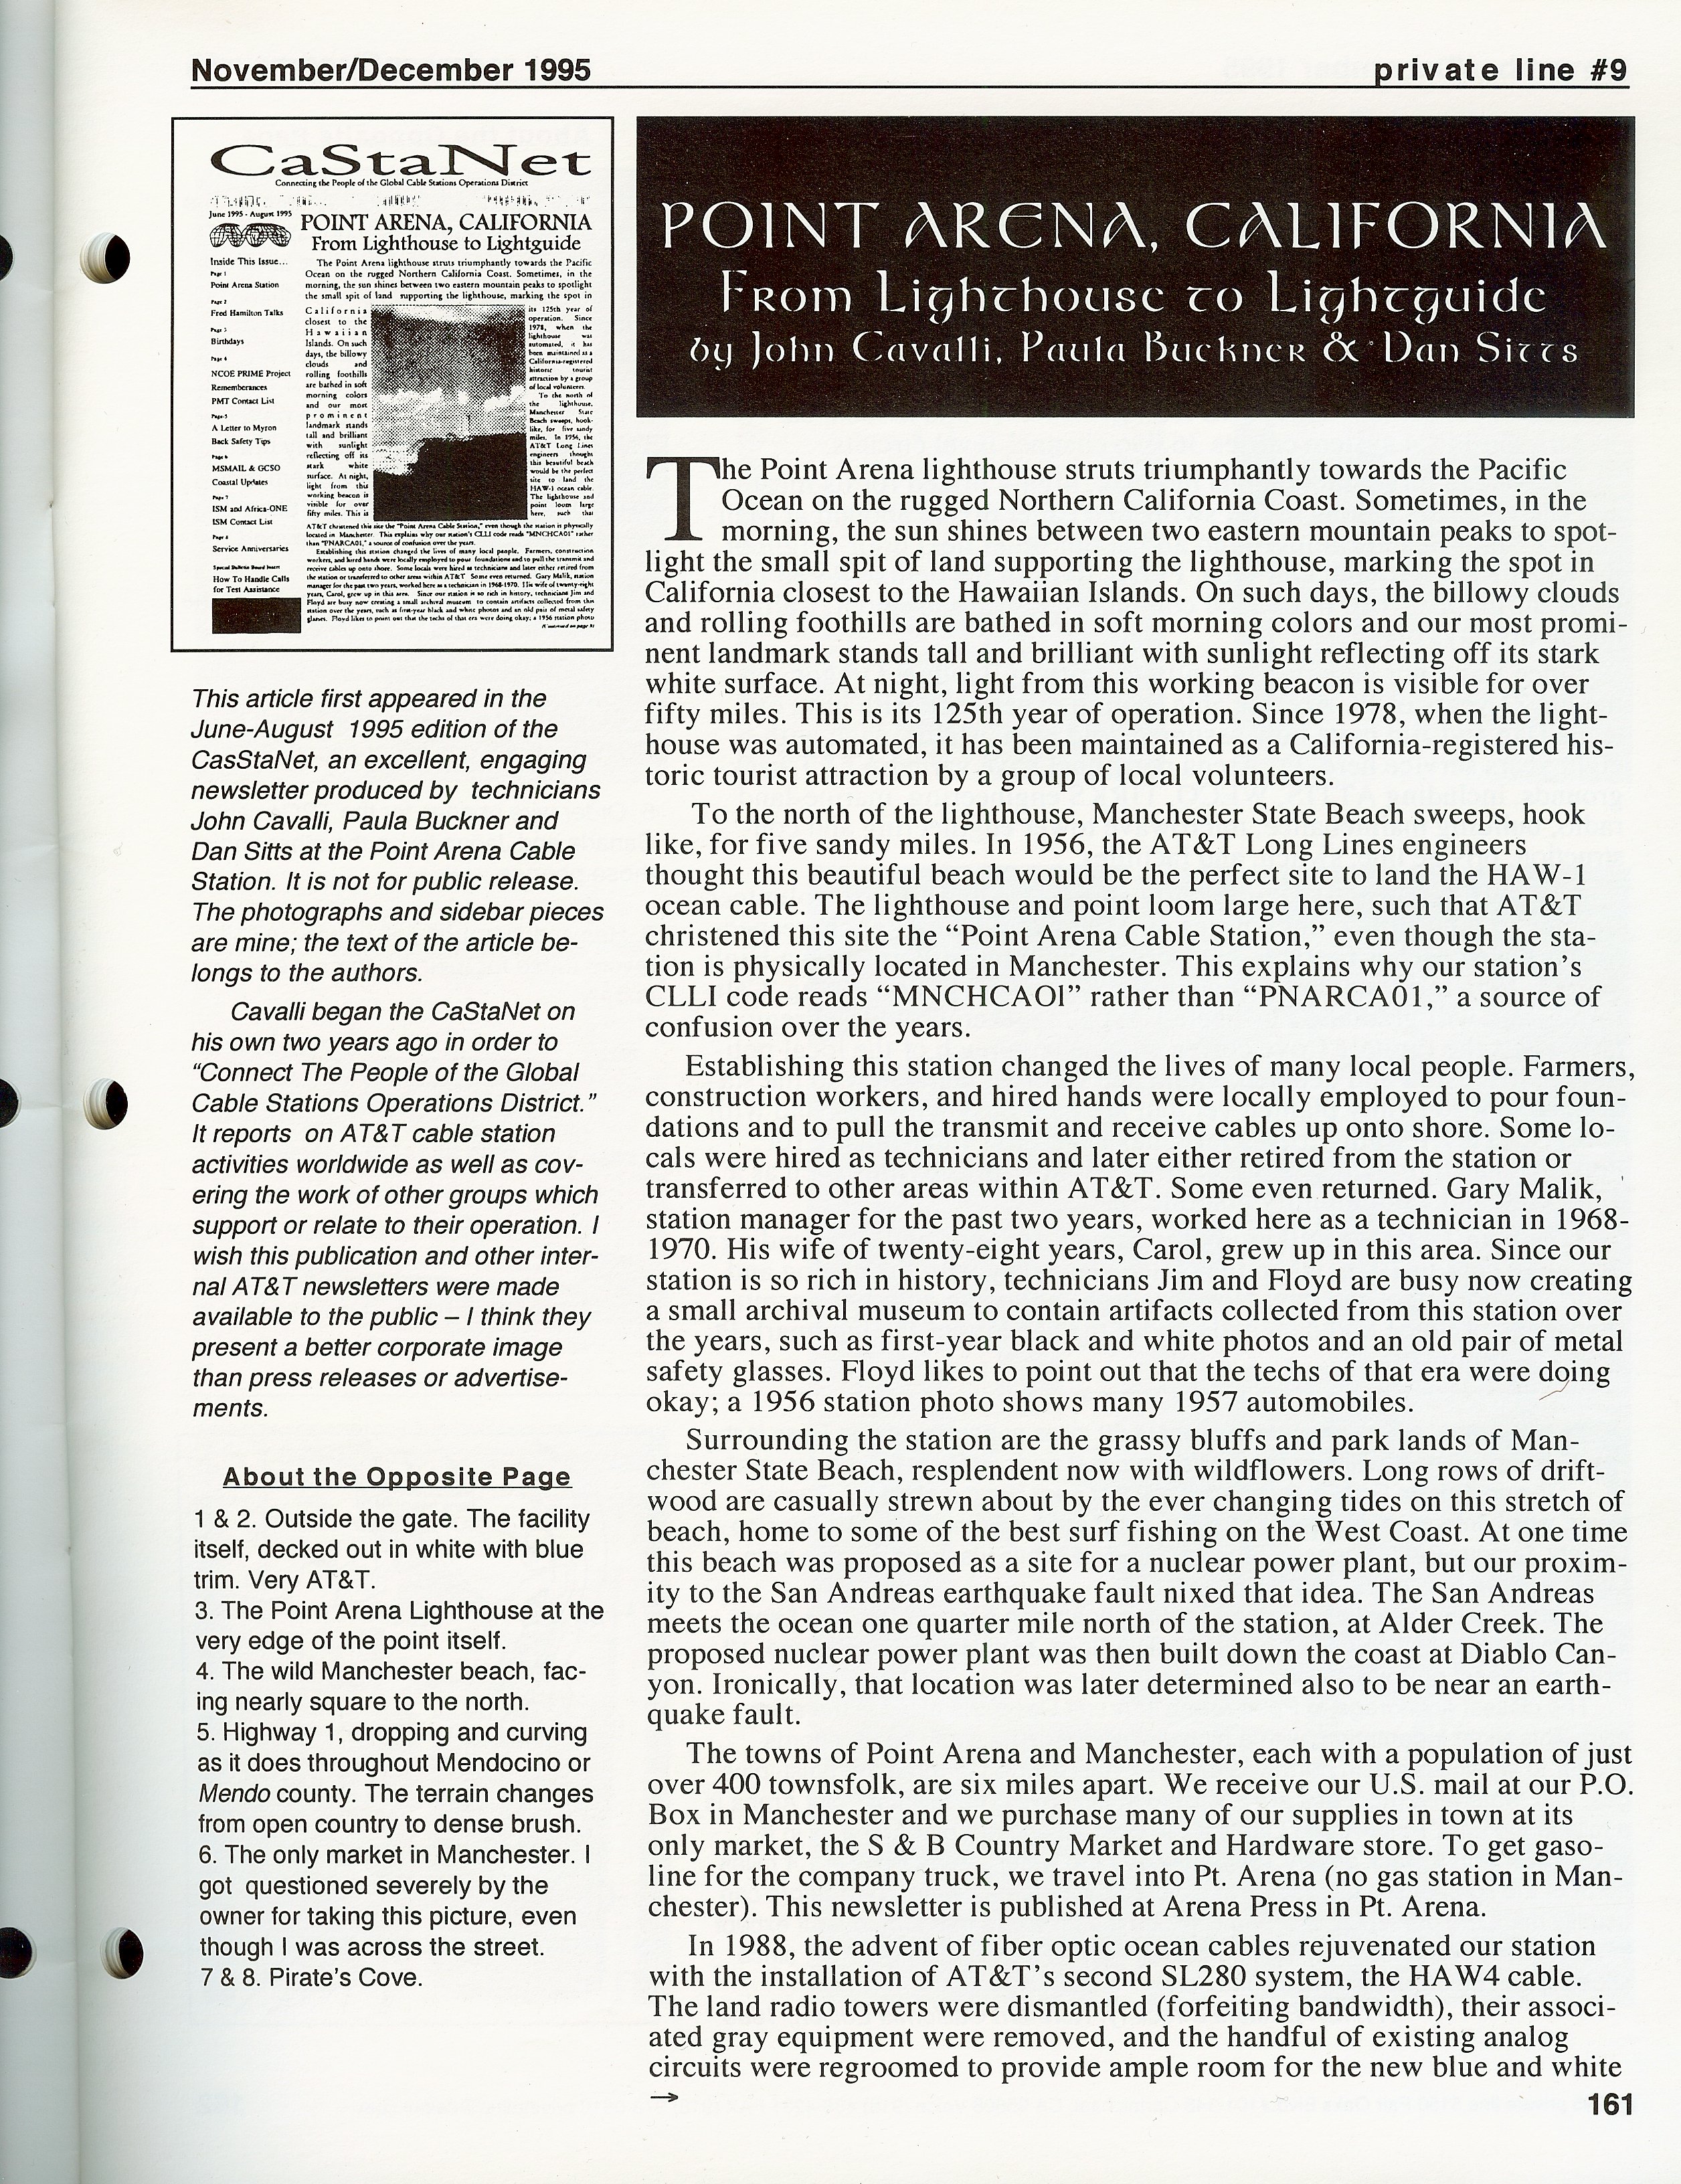 November/December 1995
private line #9
CaStaNet
Connecting the People of the Global Cable Stations Operations District
June 1995 - August 1995
POINT ARENA, CALIFORNIA
From Lighthouse to Lightguide
Inside This Issue...
Page 1
Point Arena Station
Page 2
Fred Hamilton Talks
Page 3
Birthdays
Page 4
NCOE PRIME Project
Rememberances
PMT Contact List
Page 5
A Letter to Myron
Back Safety Tips
Page 6
MSMAIL & GCSO
Coastal Updates
Page 7
ISM and Africa-ONE
ISM Contact List
Page 8
Service Anniversaries
Special Bulletin Board Insert
How To Handle Calls
for Test Assistance
The Point Arena lighthouse struts triumphantly towards the Pacific
Ocean on the rugged Northern California Coast. Sometimes, in the
morning, the sun shines between two eastern mountain peaks to spotlight
the small spit of land supporting the lighthouse, marking the spot in
California
closest to the
Hawaiian
Islands. On such
days, the billowy
clouds and
rolling foothills
are bathed in soft
morning colors
and our most
prominent
landmark stands
tall and brilliant
with sunlight
reflecting off its
stark white
surface. At night,
light from this
working beacon is
visible for over
fifty miles. This is
its 125th year of
operation. Since
1978, when the
lighthouse was
automated, it has
been maintained as a
California-registered
historic tourist
attraction by a group
of local volunteers.
To the north of
the lighthouse,
Manchester State
Beach sweeps, hook-
like, for five sandy
miles. In 1956, the
AT&T Long Lines
engineers thought
this beautiful beach
would be the perfect
site to land the
HAW-1 ocean cable.
The lighthouse and
point loom large
here, such that
AT&T christened this site the "Point Arena Cable Station," even though the station is physically
located in Manchester. This explains why our station's CLLI code reads "MNCHCA01" rather
than "PNARCA01," a source of confusion over the years.
Establishing this station changed the lives of many local people. Farmers, construction
workers, and hired hands were locally employed to pour foundations and to pull the transmit and
receive cables up onto shore. Some locals were hired as technicians and later either retired from
the station or transferred to other areas within AT&T Some even returned. Gary Malik, station
manager for the past two years, worked here as a technician in 1968-1970. His wife of twenty-eight
years, Carol, grew up in this area. Since our station is so rich in history, technicians Jim and
Floyd are busy now creating a small archival museum to contain artifacts collected from this
station over the years, such as first-year black and white photos and an old pair of metal safety
glasses. Floyd likes to point out that the techs of that era were doing okay; a 1956 station photo
POINT ARENA, CALIFORNIA
From Lighthouse to Lightguide
by John Cavalli, Paula Buckner & Dan Sitts
This article first appeared in the
June-August 1995 edition of the
CasStaNet, an excellent, engaging
newsletter produced by technicians
John Cavalli, Paula Buckner and
Dan Sitts at the Point Arena Cable
Station. It is not for public release.
The photographs and sidebar pieces
are mine; the text of the article be-
longs to the authors.
Cavalli began the CaStaNet on
his own two years ago in order to
"Connect The People of the Global
Cable Stations Operations District."
It reports on AT&T cable station
activities worldwide as well as cov-
ering the work of other groups which
support or relate to their operation. I
wish this publication and other inter-
nal AT&T newsletters were made
available to the public – I think they
present a better corporate image
than press releases or advertise-
ments.
About the Opposite Page
1 & 2. Outside the gate. The facility
itself, decked out in white with blue
trim. Very AT&T.
3. The Point Arena Lighthouse at the
very edge of the point itself.
4. The wild Manchester beach, fac-
ing nearly square to the north.
5. Highway 1, dropping and curving
as it does throughout Mendocino or
Mendo county. The terrain changes
from open country to dense brush.
6. The only market in Manchester. I
got questioned severely by the
owner for taking this picture, even
though I was across the street.
7 & 8. Pirate's Cove.
The Point Arena lighthouse struts triumphantly towards the Pacific
Ocean on the rugged Northern California Coast. Sometimes, in the
morning, the sun shines between two eastern mountain peaks to spot-
light the small spit of land supporting the lighthouse, marking the spot in
California closest to the Hawaiian Islands. On such days, the billowy clouds
and rolling foothills are bathed in soft morning colors and our most promi-
nent landmark stands tall and brilliant with sunlight reflecting off its stark
white surface. At night, light from this working beacon is visible for over
fifty miles. This is its 125th year of operation. Since 1978, when the light-
house was automated, it has been maintained as a California-registered his-
toric tourist attraction by a group of local volunteers.
To the north of the lighthouse, Manchester State Beach sweeps, hook
like, for five sandy miles. In 1956, the AT&T Long Lines engineers
thought this beautiful beach would be the perfect site to land the HAW-1
ocean cable. The lighthouse and point loom large here, such that AT&T
christened this site the “Point Arena Cable Station,” even though the sta-
tion is physically located in Manchester. This explains why our station’s
CLLI code reads “MNCHCAOl” rather than “PNARCA01,” a source of
confusion over the years.
Establishing this station changed the lives of many local people. Farmers,
construction workers, and hired hands were locally employed to pour foun-
dations and to pull the transmit and receive cables up onto shore. Some lo-
cals were hired as technicians and later either retired from the station or
transferred to other areas within AT&T. Some even returned. Gary Malik,
station manager for the past two years, worked here as a technician in 1968-
1970. His wife of twenty-eight years, Carol, grew up in this area. Since our
station is so rich in history, technicians Jim and Floyd are busy now creating
a small archival museum to contain artifacts collected from this station over
the years, such as first-year black and white photos and an old pair of metal
safety glasses. Floyd likes to point out that the techs of that era were doing
okay; a 1956 station photo shows many 1957 automobiles.
Surrounding the station are the grassy bluffs and park lands of Man-
chester State Beach, resplendent now with wildflowers. Long rows of drift-
wood are casually strewn about by the ever changing tides on this stretch of
beach, home to some of the best surf fishing on the West Coast. At one time
this beach was proposed as a site for a nuclear power plant, but our proxim-
ity to the San Andreas earthquake fault nixed that idea. The San Andreas
meets the ocean one quarter mile north of the station, at Alder Creek. The
proposed nuclear power plant was then built down the coast at Diablo Can-
yon. Ironically, that location was later determined also to be near an earth-
quake fault.
The towns of Point Arena and Manchester, each with a population of just
over 400 townsfolk, are six miles apart. We receive our U.S. mail at our P.O.
Box in Manchester and we purchase many of our supplies in town at its
only market, the S & B Country Market and Hardware store. To get gaso-
line for the company truck, we travel into Pt. Arena (no gas station in Man-
chester). This newsletter is published at Arena Press in Pt. Arena.
In 1988, the advent of fiber optic ocean cables rejuvenated our station
with the installation of AT&T’s second SL280 system, the HAW4 cable.
The land radio towers were dismantled (forfeiting bandwidth), their associ-
ated gray equipment were removed, and the handful of existing analog
circuits were regroomed to provide ample room for the new blue and white
→
161